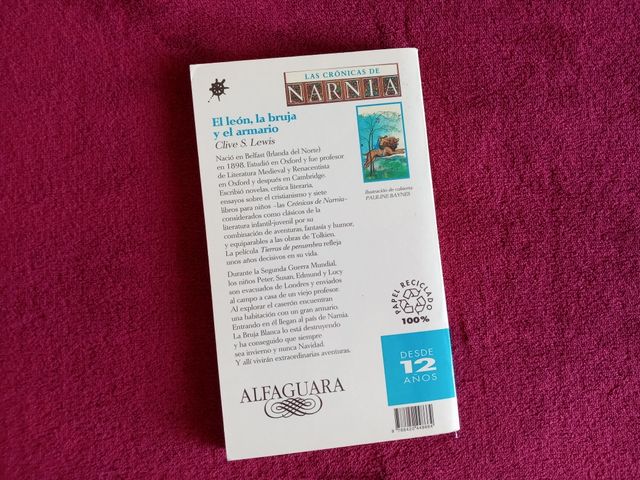 LAS CRÓNICAS DE
NARNIA
El león, la bruja
y el armario
Clive S. Lewis
Nació en Belfast (Irlanda del Norte)
en 1898. Estudió en Oxford y fue profesor
de Literatura Medieval y Renacentista
en Oxford y después en Cambridge.
Escribió novelas, crítica literaria,
ensayos sobre el cristianismo y siete
libros para niños –las Crónicas de Narnia–
considerados como clásicos de la
literatura infantil-juvenil por su
combinación de aventuras, fantasía y humor,
y equiparables a las obras de Tolkien.
La película Tierras de penumbra refleja
unos años decisivos en su vida.
Ilustración de cubierta
PAULINE BAYNES
Durante la Segunda Guerra Mundial,
los niños Peter, Susan, Edmund y Lucy
son evacuados de Londres y enviados
al campo a casa de un viejo profesor.
Al explorar el caserón encuentran
una habitación con un gran armario.
Entrando en él llegan al país de Narnia.
La Bruja Blanca lo está destruyendo
y ha conseguido que siempre
sea invierno y nunca Navidad.
Y allí vivirán extraordinarias aventuras.
PAPEL RECICLADO
100%
DESDE
12
AÑOS
ALFAGUARA